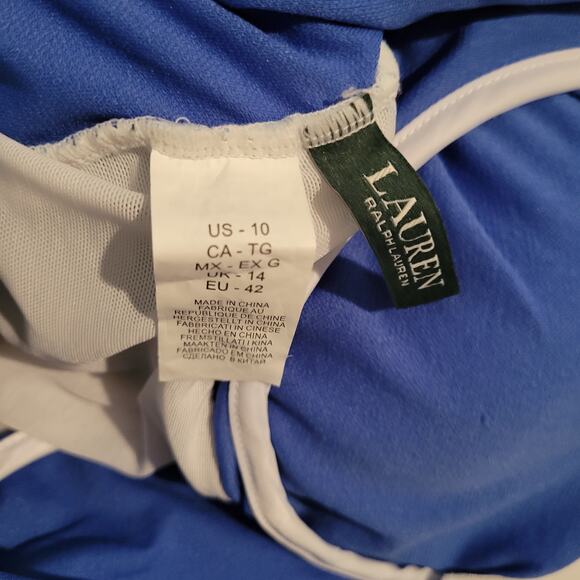 US - 10
CA - TG
MX - EX G
UK - 14
EU - 42
MADE IN CHINA
FABRIQUE AU
REPUBLIQUE DE CHINE
HERGESTELLT IN CHINA
FABBRICATI IN CINESE
HECHO EN CHINA
FREMSTILLAT I KINA
MAAKTEN IN CHINA
FABRICADO EM CHINA
СДЕЛАНО В КИТАЙ
LAUREN
RALPH LAUREN